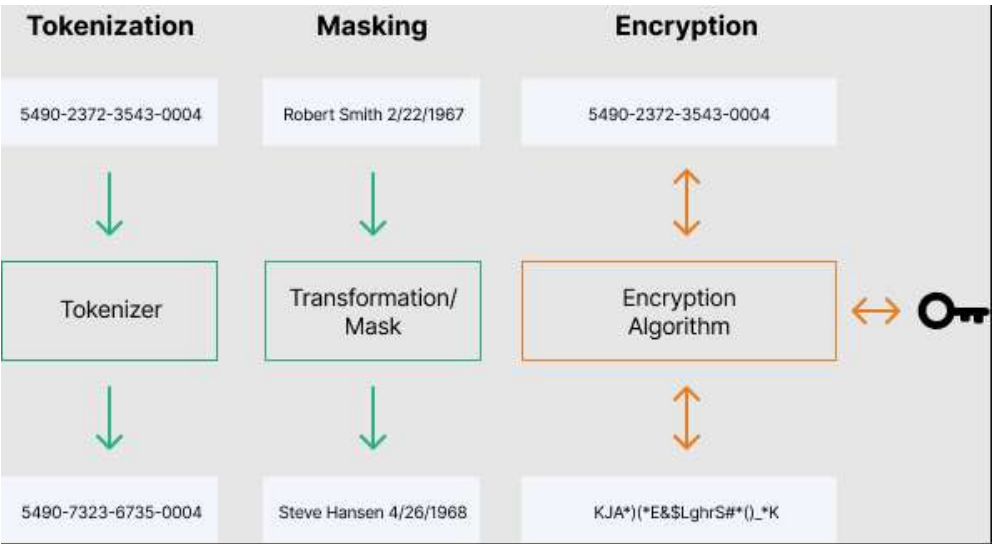 Tokenization
Masking
Encryption
5490-2372-3543-0004
Robert Smith 2/22/1967
5490-2372-3543-0004
Tokenizer
Transformation/
Mask
Encryption
Algorithm
5490-7323-6735-0004
Steve Hansen 4/26/1968
KJA*)(*E&$LghrS#*()_*K